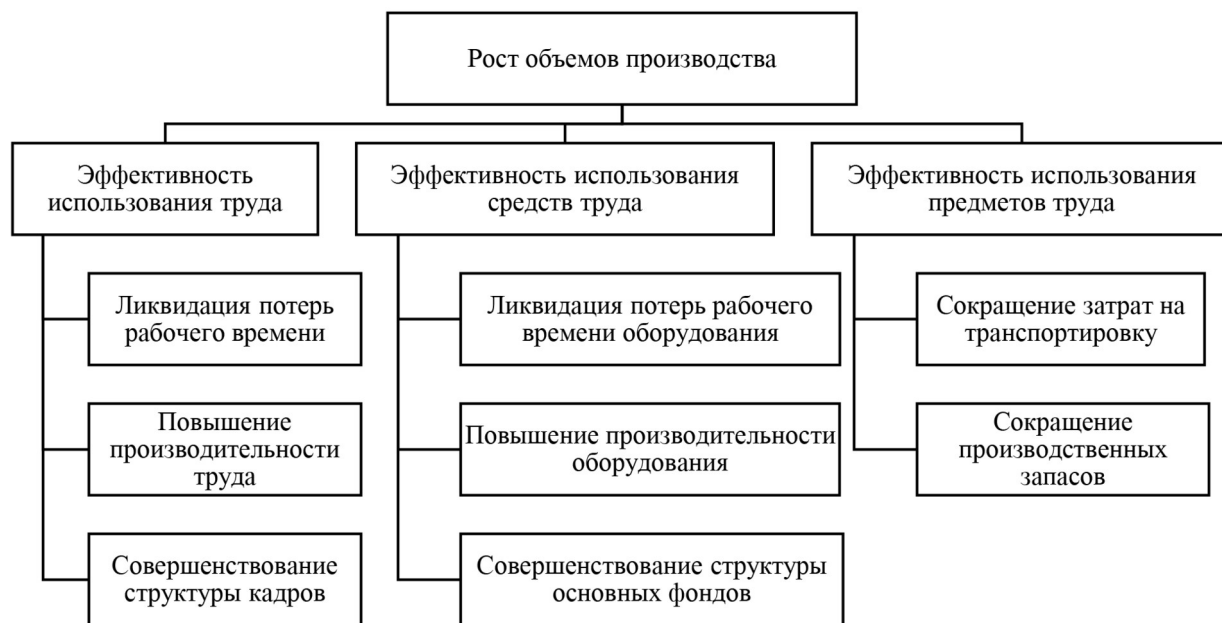 Рост объемов производства
Эффективность
использования труда
Эффективность использования
средств труда
Эффективность использования
предметов труда
Ликвидация потерь
рабочего времени
Ликвидация потерь рабочего
времени оборудования
Сокращение затрат на
транспортировку
Повышение
производительности
труда
Повышение производительности
оборудования
Сокращение
производственных
запасов
Совершенствование
структуры кадров
Совершенствование структуры
основных фондов